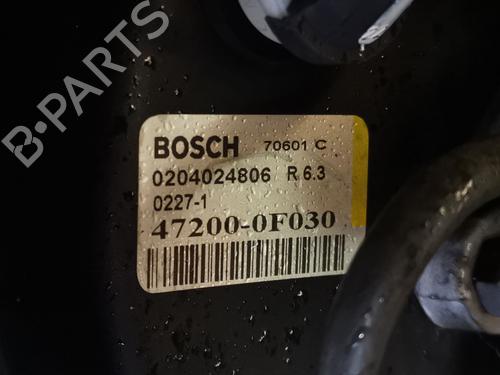 B-PARTS
BOSCH 70601 C
0204024806 R 6.3
0227-1
47200-0F030